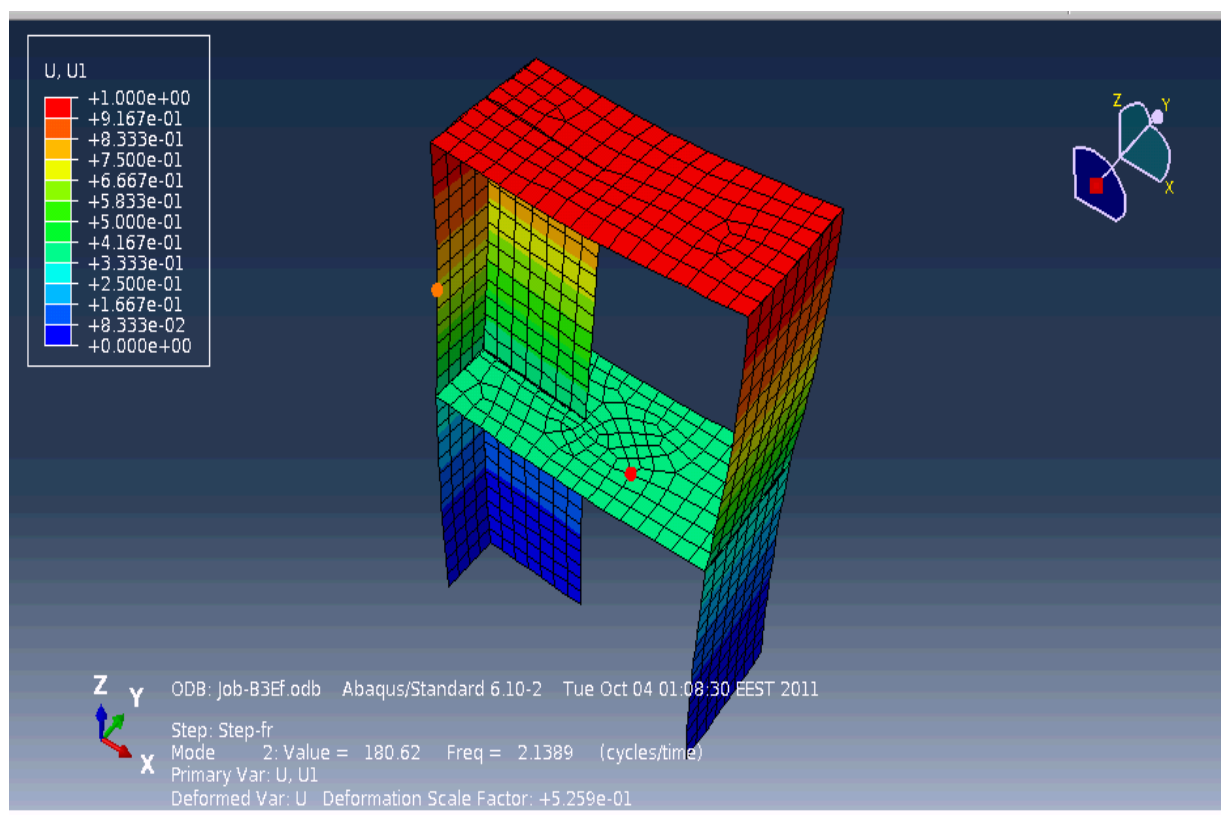 U, U1
+1.000e+00
+9.167e-01
+8.333e-01
+7.500e-01
+6.667e-01
+5.833e-01
+5.000e-01
+4.167e-01
+3.333e-01
+2.500e-01
+1.667e-01
+8.333e-02
+0.000e+00
Z
Y
X
Z
Y
X
ODB: Job-B3Ef.odb Abaqus/Standard 6.10-2 Tue Oct 04 01:08:30 EEST 2011
Step: Step-fr
Mode 2: Value = 180.62 Freq = 2.1389 (cycles/time)
Primary Var: U, U1
Deformed Var: U Deformation Scale Factor: +5.259e-01